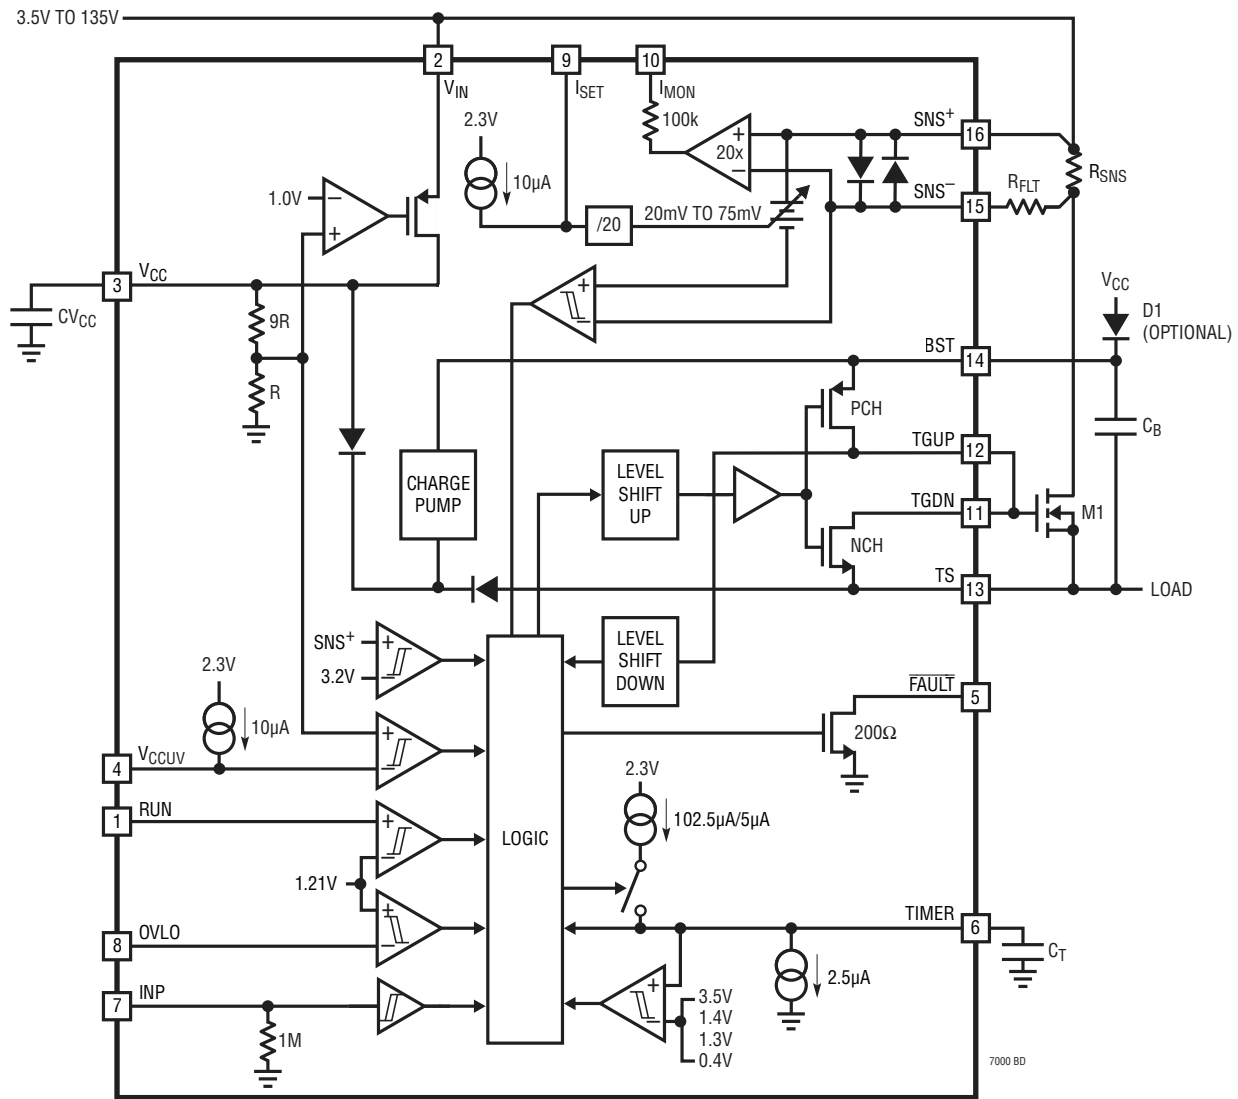 3.5V TO 135V
2
9
10
VIN
ISET
IMON
2.3V
100k
SNS+
16
+
20x
−
10µA
1.0V
−
+
SNS−
15
RFLT
RSNS
/20
20mV TO 75mV
VCC
3
CVCC
9R
R
+
−
VCC
D1
(OPTIONAL)
BST
14
PCH
CB
TGUP
12
CHARGE
PUMP
LEVEL
SHIFT
UP
TGDN
11
M1
NCH
TS
13
LOAD
SNS+
+
3.2V
−
LEVEL
SHIFT
DOWN
2.3V
10µA
FAULT
5
200Ω
VCCUV
4
+
−
2.3V
102.5µA/5µA
RUN
1
+
−
LOGIC
1.21V
+
−
OVLO
8
TIMER
6
CT
2.5µA
INP
7
1M
+
−
3.5V
1.4V
1.3V
0.4V
7000 BD